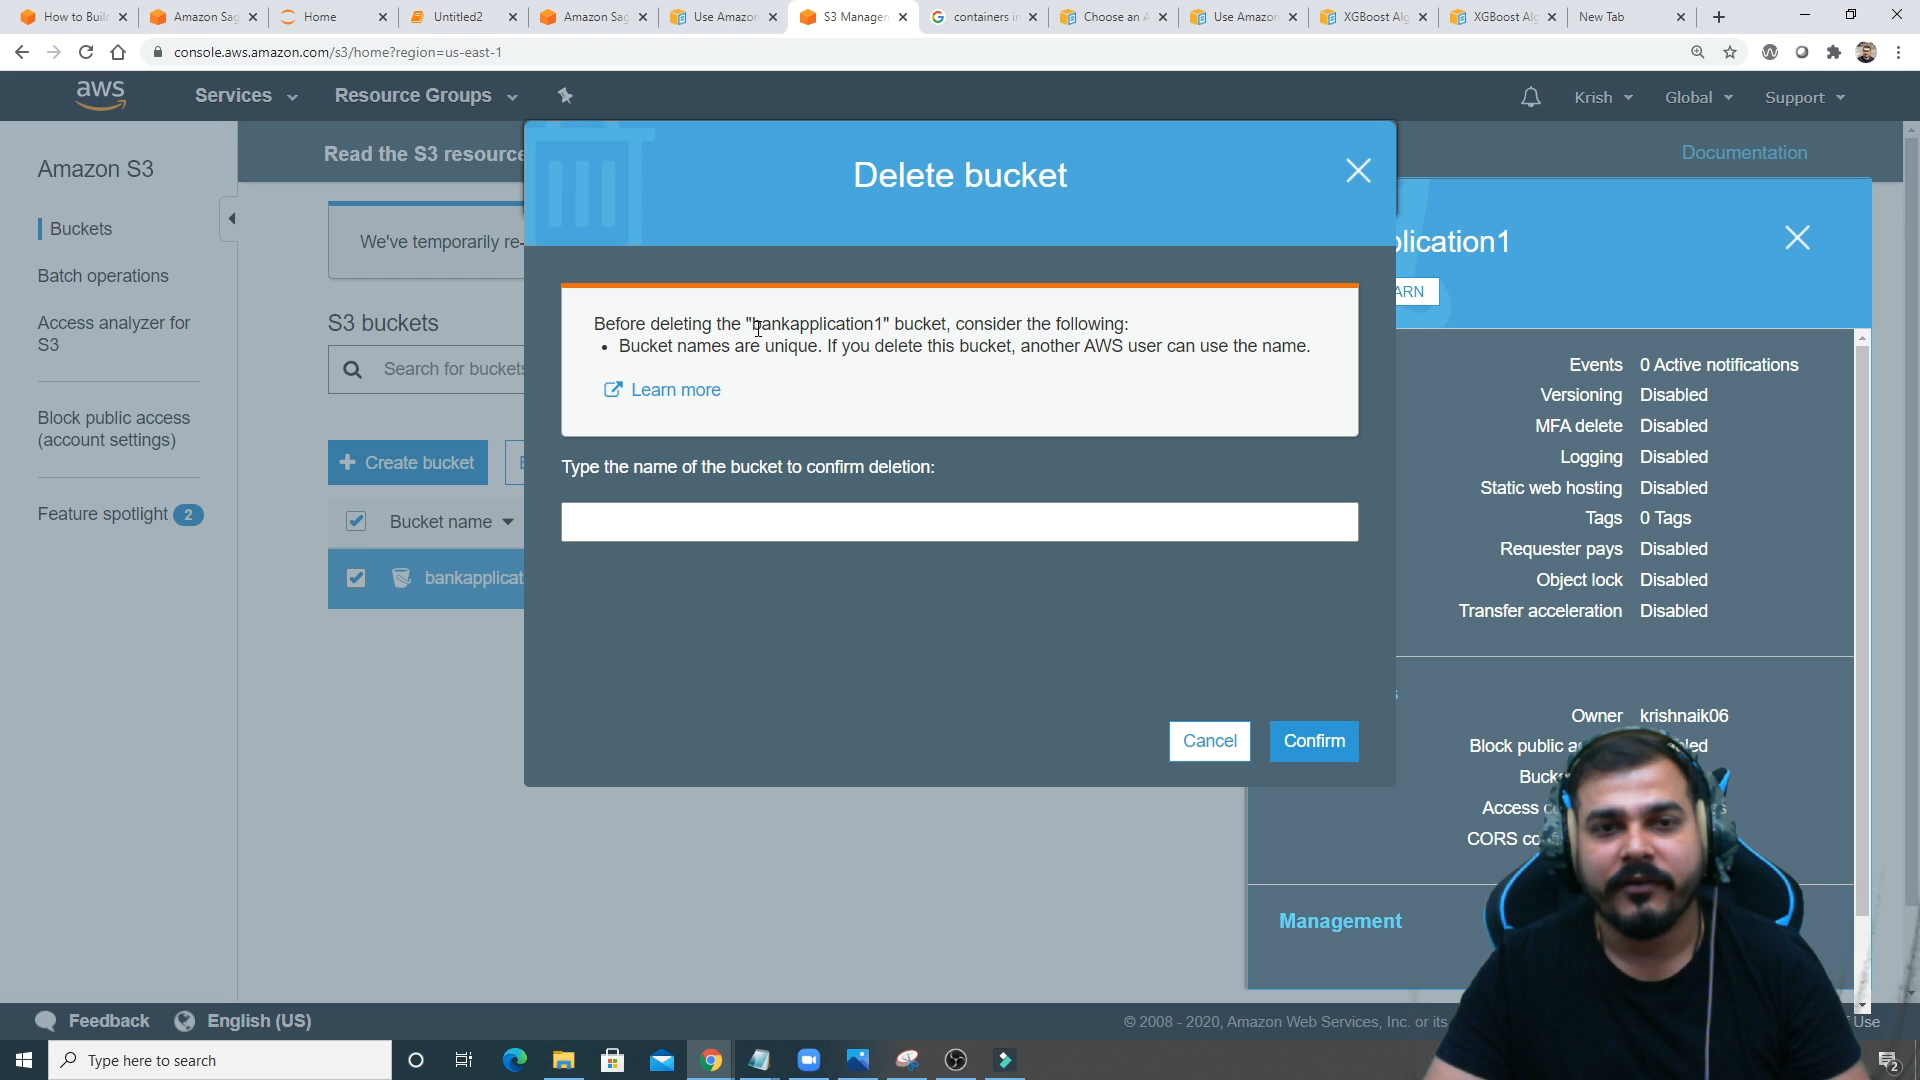 How to Buil
Amazon Sag
Home
Untitled2
Amazon Sag
Use Amazon
S3 Managem
containers i
Choose an A
Use Amazon
XGBoost Alg
XGBoost Alg
New Tab
console.aws.amazon.com/s3/home?region=us-east-1
aws
Services
Resource Groups
Krish
Global
Support
Amazon S3
Buckets
Batch operations
Access analyzer for
S3
Block public access
(account settings)
Feature spotlight 2
Read the S3 resource
Documentation
We've temporarily re-
S3 buckets
Search for buckets
+ Create bucket
Bucket name
bankapplicat
Delete bucket
Before deleting the "bankapplication1" bucket, consider the following:
• Bucket names are unique. If you delete this bucket, another AWS user can use the name.
Learn more
Type the name of the bucket to confirm deletion:
Cancel
Confirm
plication1
ARN
Events 0 Active notifications
Versioning Disabled
MFA delete Disabled
Logging Disabled
Static web hosting Disabled
Tags 0 Tags
Requester pays Disabled
Object lock Disabled
Transfer acceleration Disabled
Owner krishnaik06
Block public
Access
CORS
Management
Feedback
English (US)
© 2008 - 2020, Amazon Web Services, Inc. or its
Use
Type here to search
2